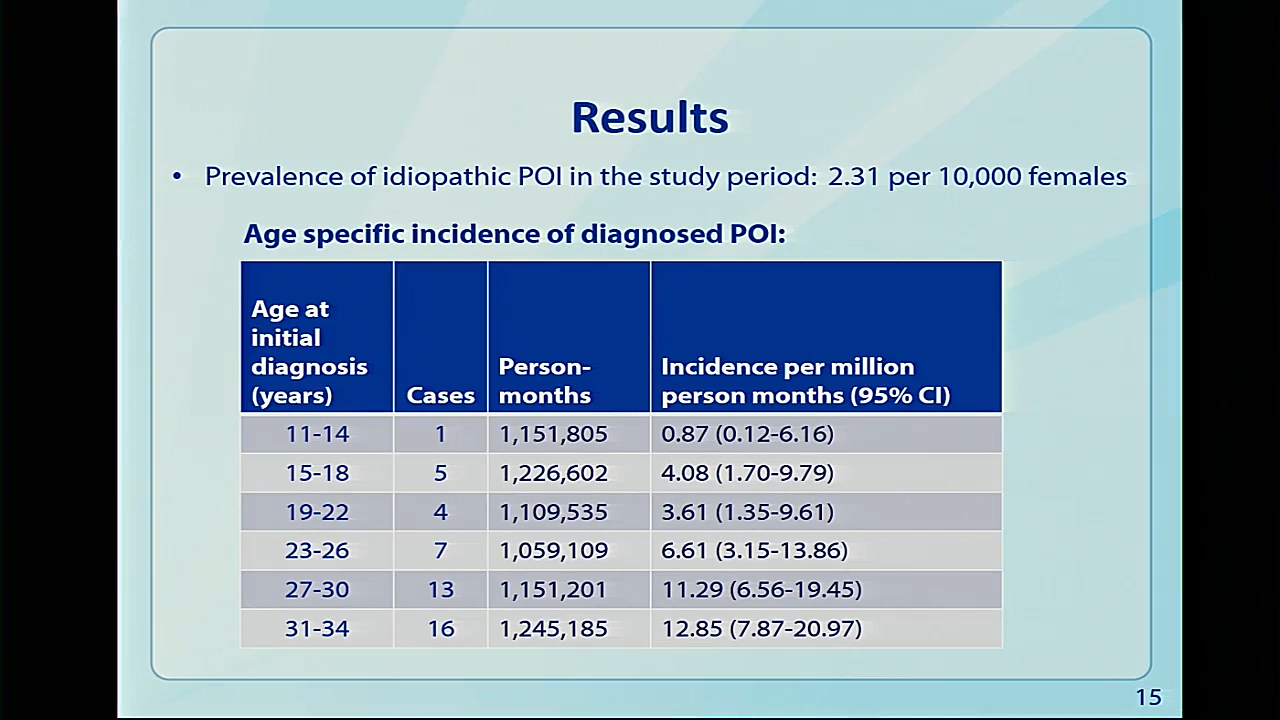 Results
• Prevalence of idiopathic POI in the study period: 2.31 per 10,000 females
Age specific incidence of diagnosed POI:
Age at initial diagnosis (years) Cases Person-months Incidence per million person months (95% CI)
11-14 1 1,151,805 0.87 (0.12-6.16)
15-18 5 1,226,602 4.08 (1.70-9.79)
19-22 4 1,109,535 3.61 (1.35-9.61)
23-26 7 1,059,109 6.61 (3.15-13.86)
27-30 13 1,151,201 11.29 (6.56-19.45)
31-34 16 1,245,185 12.85 (7.87-20.97)
15